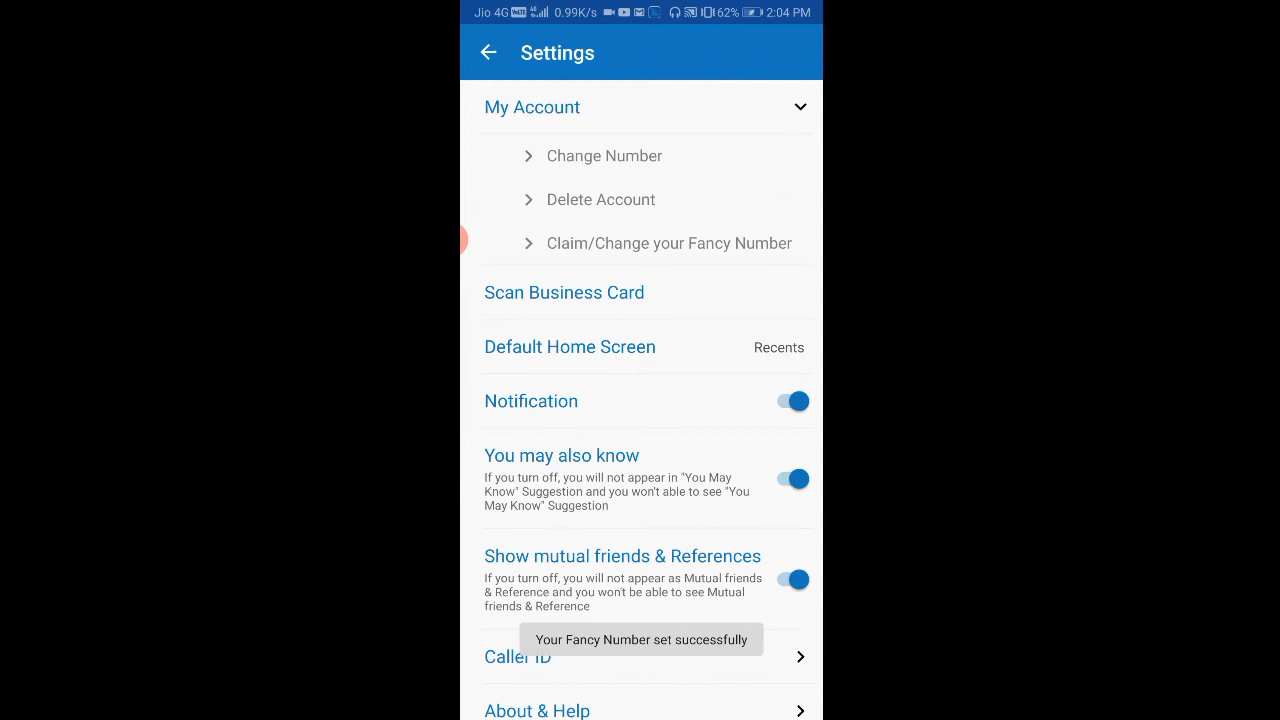 Jio 4G VoLTE 0.99K/s 62% 2:04 PM
Settings
My Account
Change Number
Delete Account
Claim/Change your Fancy Number
Scan Business Card
Default Home Screen Recents
Notification
You may also know
If you turn off, you will not appear in "You May
Know" Suggestion and you won't able to see "You
May Know" Suggestion
Show mutual friends & References
If you turn off, you will not appear as Mutual friends
& Reference and you won't be able to see Mutual
friends & Reference
Your Fancy Number set successfully
Caller ID
About & Help